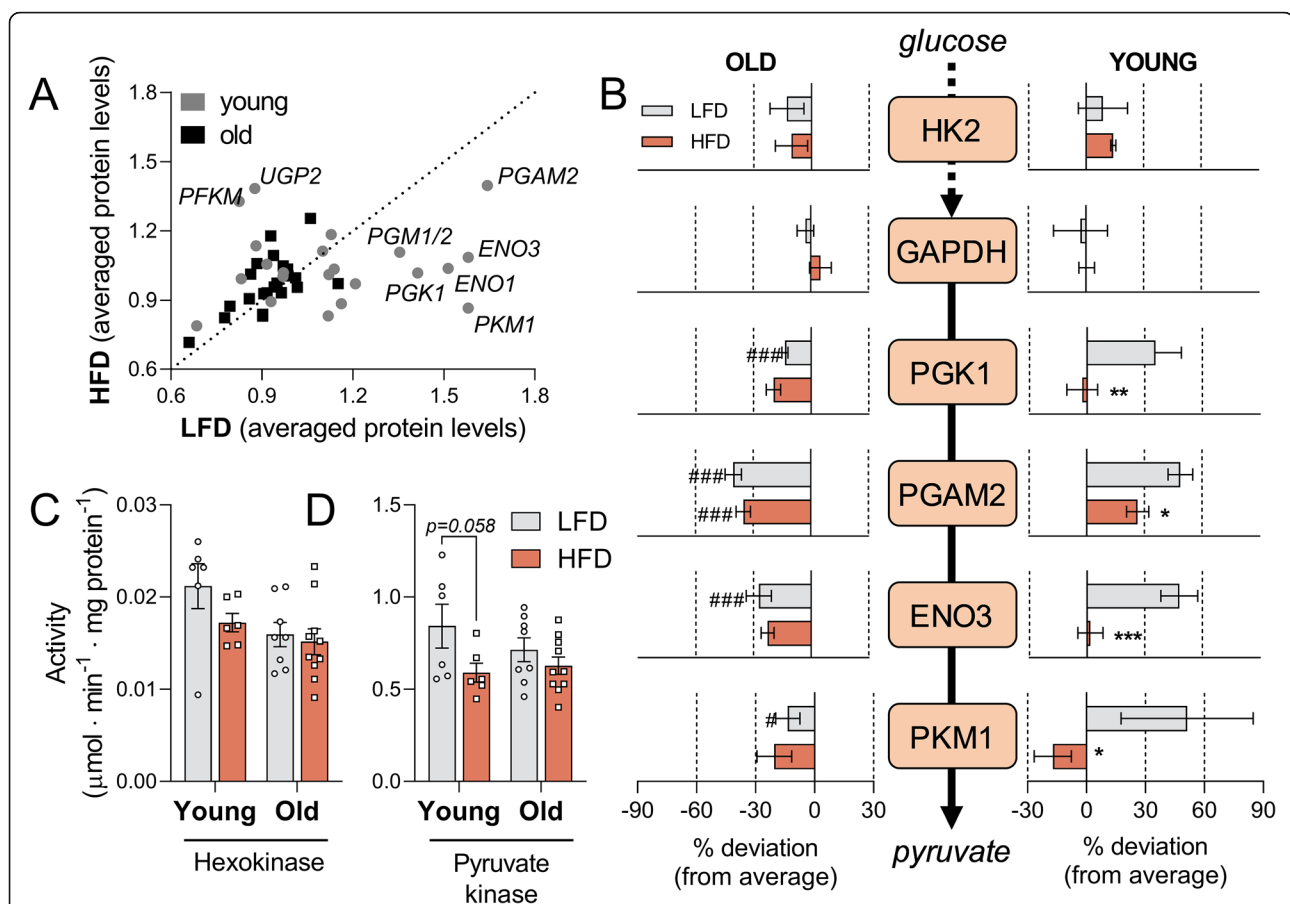 A
young
old
HFD (averaged protein levels)
1.8
1.5
1.2
0.9
0.6
0.6 0.9 1.2 1.5 1.8
LFD (averaged protein levels)
PFKM
UGP2
PGAM2
PGM1/2
ENO3
PGK1
ENO1
PKM1
B
OLD
glucose
YOUNG
LFD
HFD
HK2
GAPDH
###
PGK1
**
###
###
PGAM2
*
###
ENO3
***
#
PKM1
*
-90 -60 -30 0 30
-30 0 30 60 90
% deviation
(from average)
pyruvate
% deviation
(from average)
C
Activity
(μmol · min⁻¹ · mg protein⁻¹)
0.03
0.02
0.01
0.00
Young Old
Hexokinase
D
1.5
1.0
0.5
0.0
p=0.058
LFD
HFD
Young Old
Pyruvate
kinase